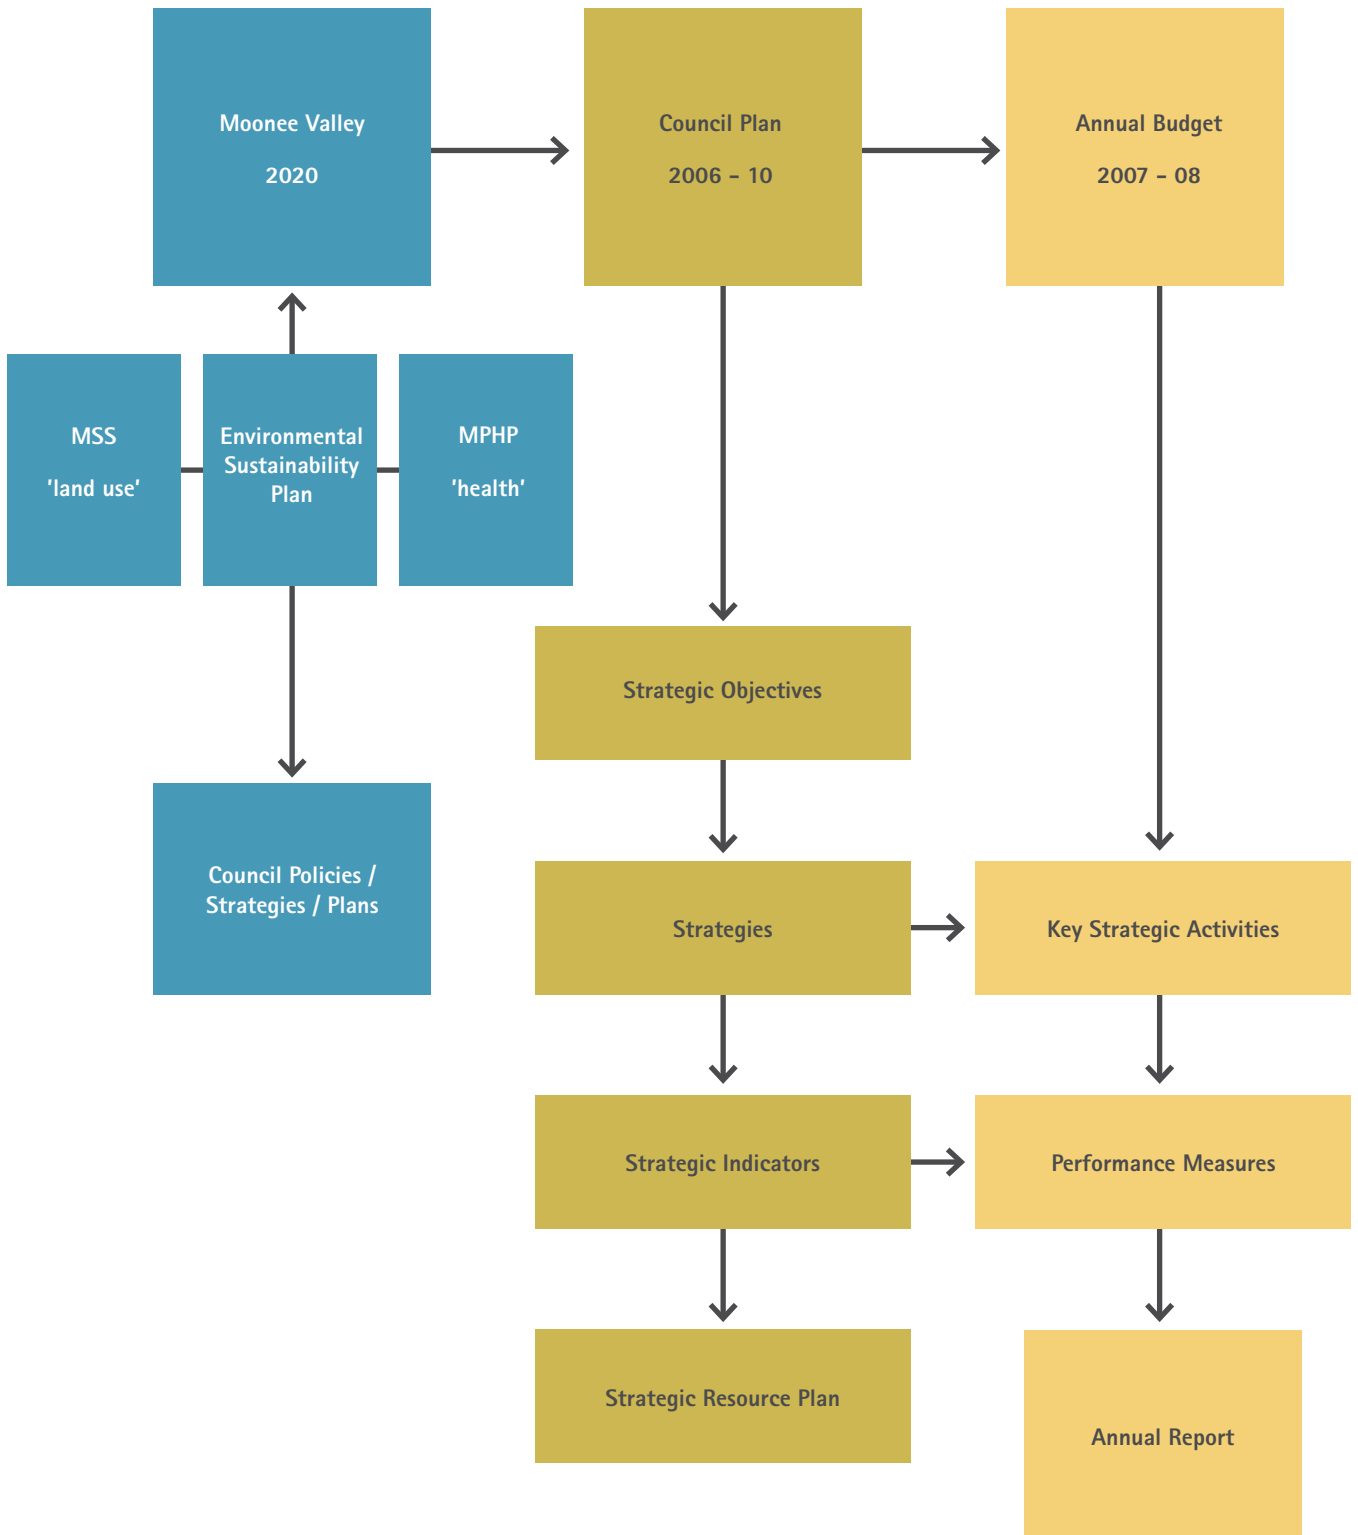 Moonee Valley
2020
Council Plan
2006 - 10
Annual Budget
2007 - 08
MSS
'land use'
Environmental
Sustainability
Plan
MPHP
'health'
Strategic Objectives
Council Policies /
Strategies / Plans
Strategies
Key Strategic Activities
Strategic Indicators
Performance Measures
Strategic Resource Plan
Annual Report